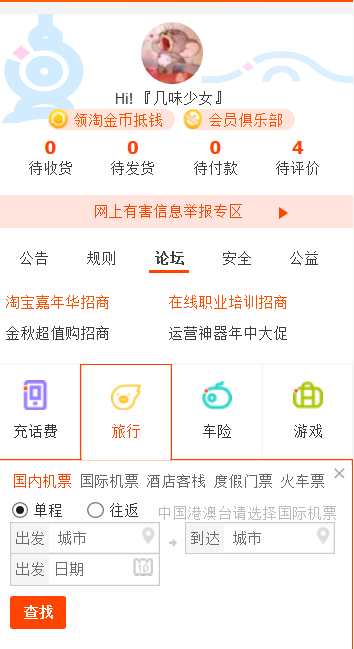 Hi! 『几味少女』
领淘金币抵钱 会员俱乐部
0 0 0 4
待收货 待发货 待付款 待评价
网上有害信息举报专区
公告 规则 论坛 安全 公益
淘宝嘉年华招商 在线职业培训招商
金秋超值购招商 运营神器年中大促
充话费 旅行 车险 游戏
国内机票 国际机票 酒店客栈 度假门票 火车票
单程 往返 中国港澳台请选择国际机票
出发 城市 到达 城市
出发 日期
查找